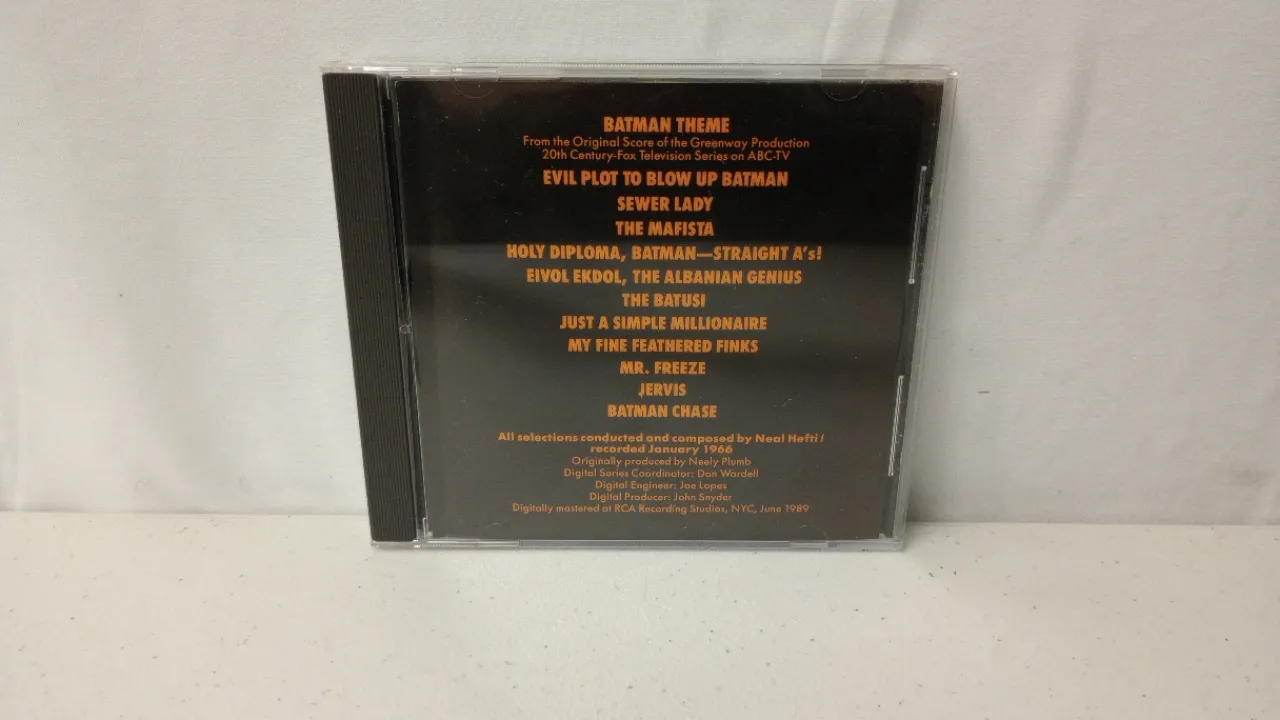 BATMAN THEME
From the Original Score of the Greenway Production
20th Century-Fox Television Series on ABC-TV
EVIL PLOT TO BLOW UP BATMAN
SEWER LADY
THE MAFISTA
HOLY DIPLOMA, BATMAN—STRAIGHT A's!
EIVOL EKDOL, THE ALBANIAN GENIUS
THE BATUSI
JUST A SIMPLE MILLIONAIRE
MY FINE FEATHERED FINKS
MR. FREEZE
JERVIS
BATMAN CHASE
All selections conducted and composed by Neal Hefti/
recorded January 1966
Originally produced by Neely Plumb
Digital Series Coordinator: Don Wardell
Digital Engineer: Joe Lopes
Digital Producer: John Snyder
Digitally mastered at RCA Recording Studios, NYC, June 1989